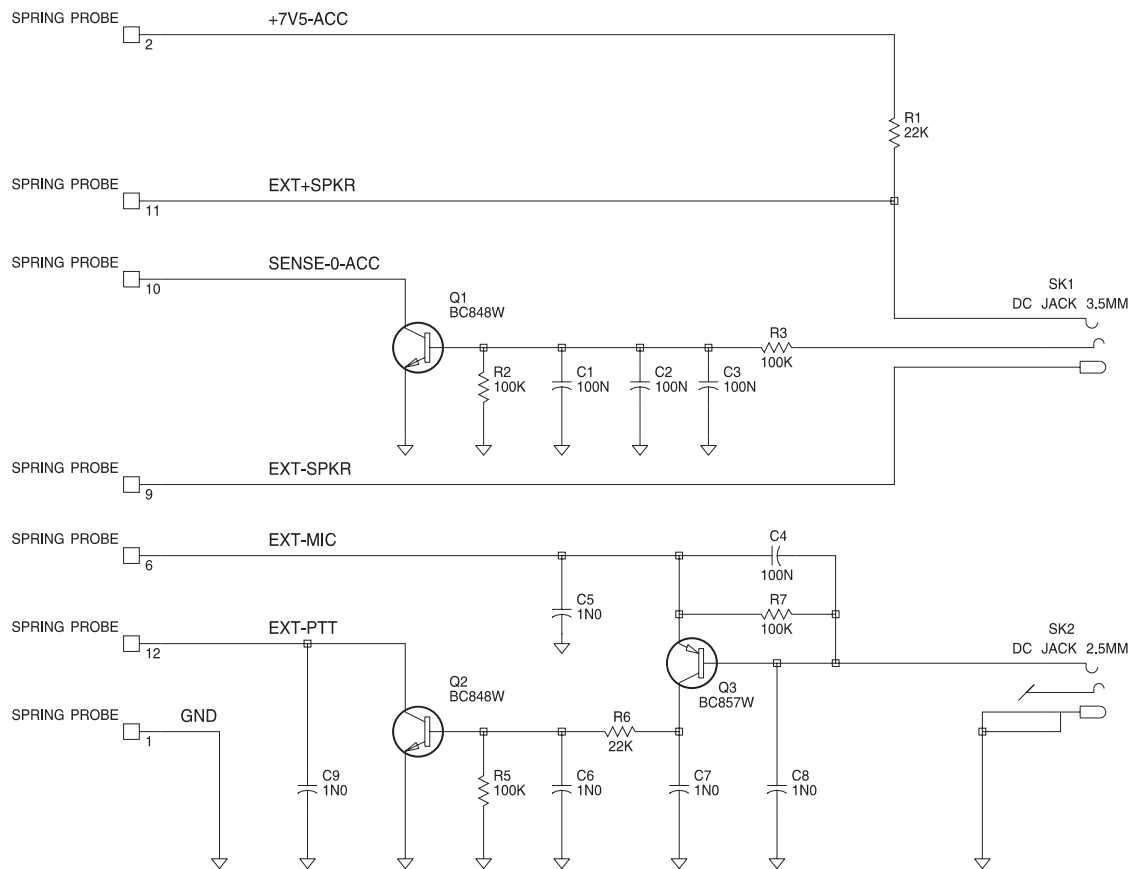 SPRING PROBE
2
+7V5-ACC
R1
22K
SPRING PROBE
11
EXT+SPKR
SPRING PROBE
10
SENSE-0-ACC
SK1
DC JACK 3.5MM
Q1
BC848W
R3
100K
R2
100K
C1
100N
C2
100N
C3
100N
SPRING PROBE
9
EXT-SPKR
SPRING PROBE
6
EXT-MIC
C4
100N
C5
1N0
R7
100K
SPRING PROBE
12
EXT-PTT
SK2
DC JACK 2.5MM
Q2
BC848W
Q3
BC857W
SPRING PROBE
1
GND
R6
22K
C9
1N0
R5
100K
C6
1N0
C7
1N0
C8
1N0